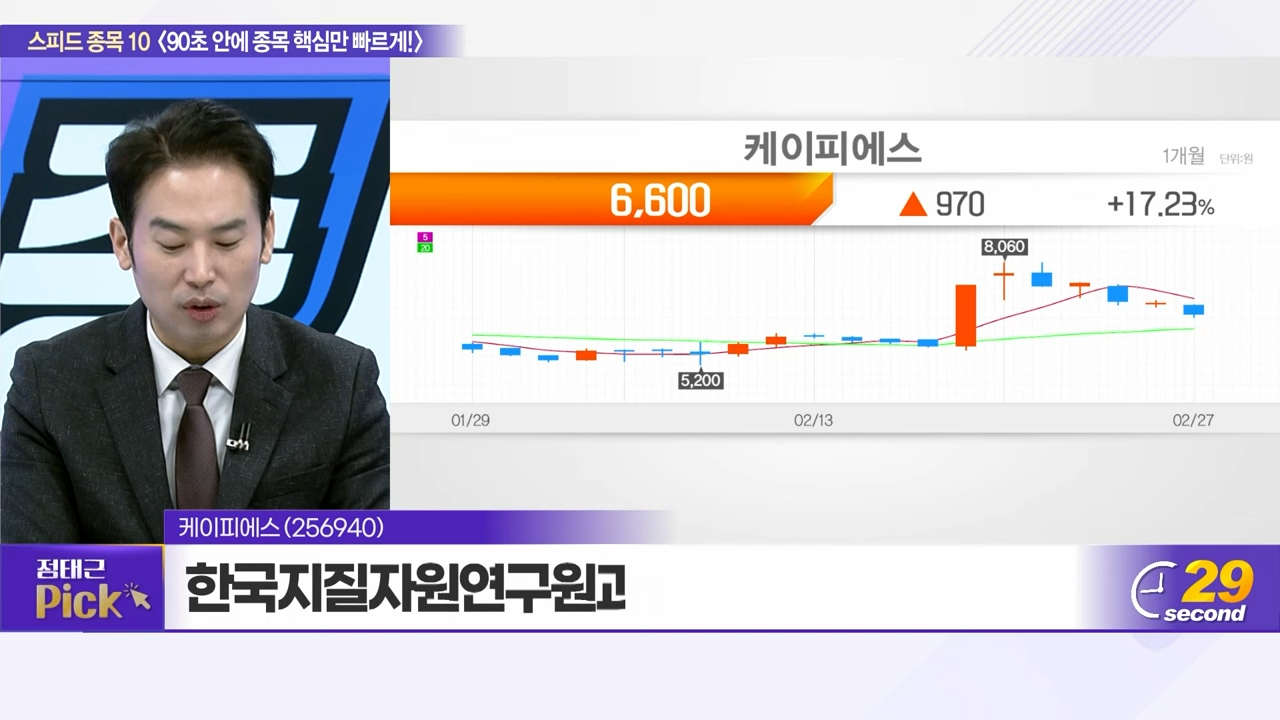 스피드 종목 10 〈90초 안에 종목 핵심만 빠르게!〉
케이피에스
1개월 단위:원
6,600 ▲ 970 +17.23%
5
20
8,060
5,200
01/29 02/13 02/27
케이피에스 (256940)
정태근
Pick
한국지질자원연구원
29
second